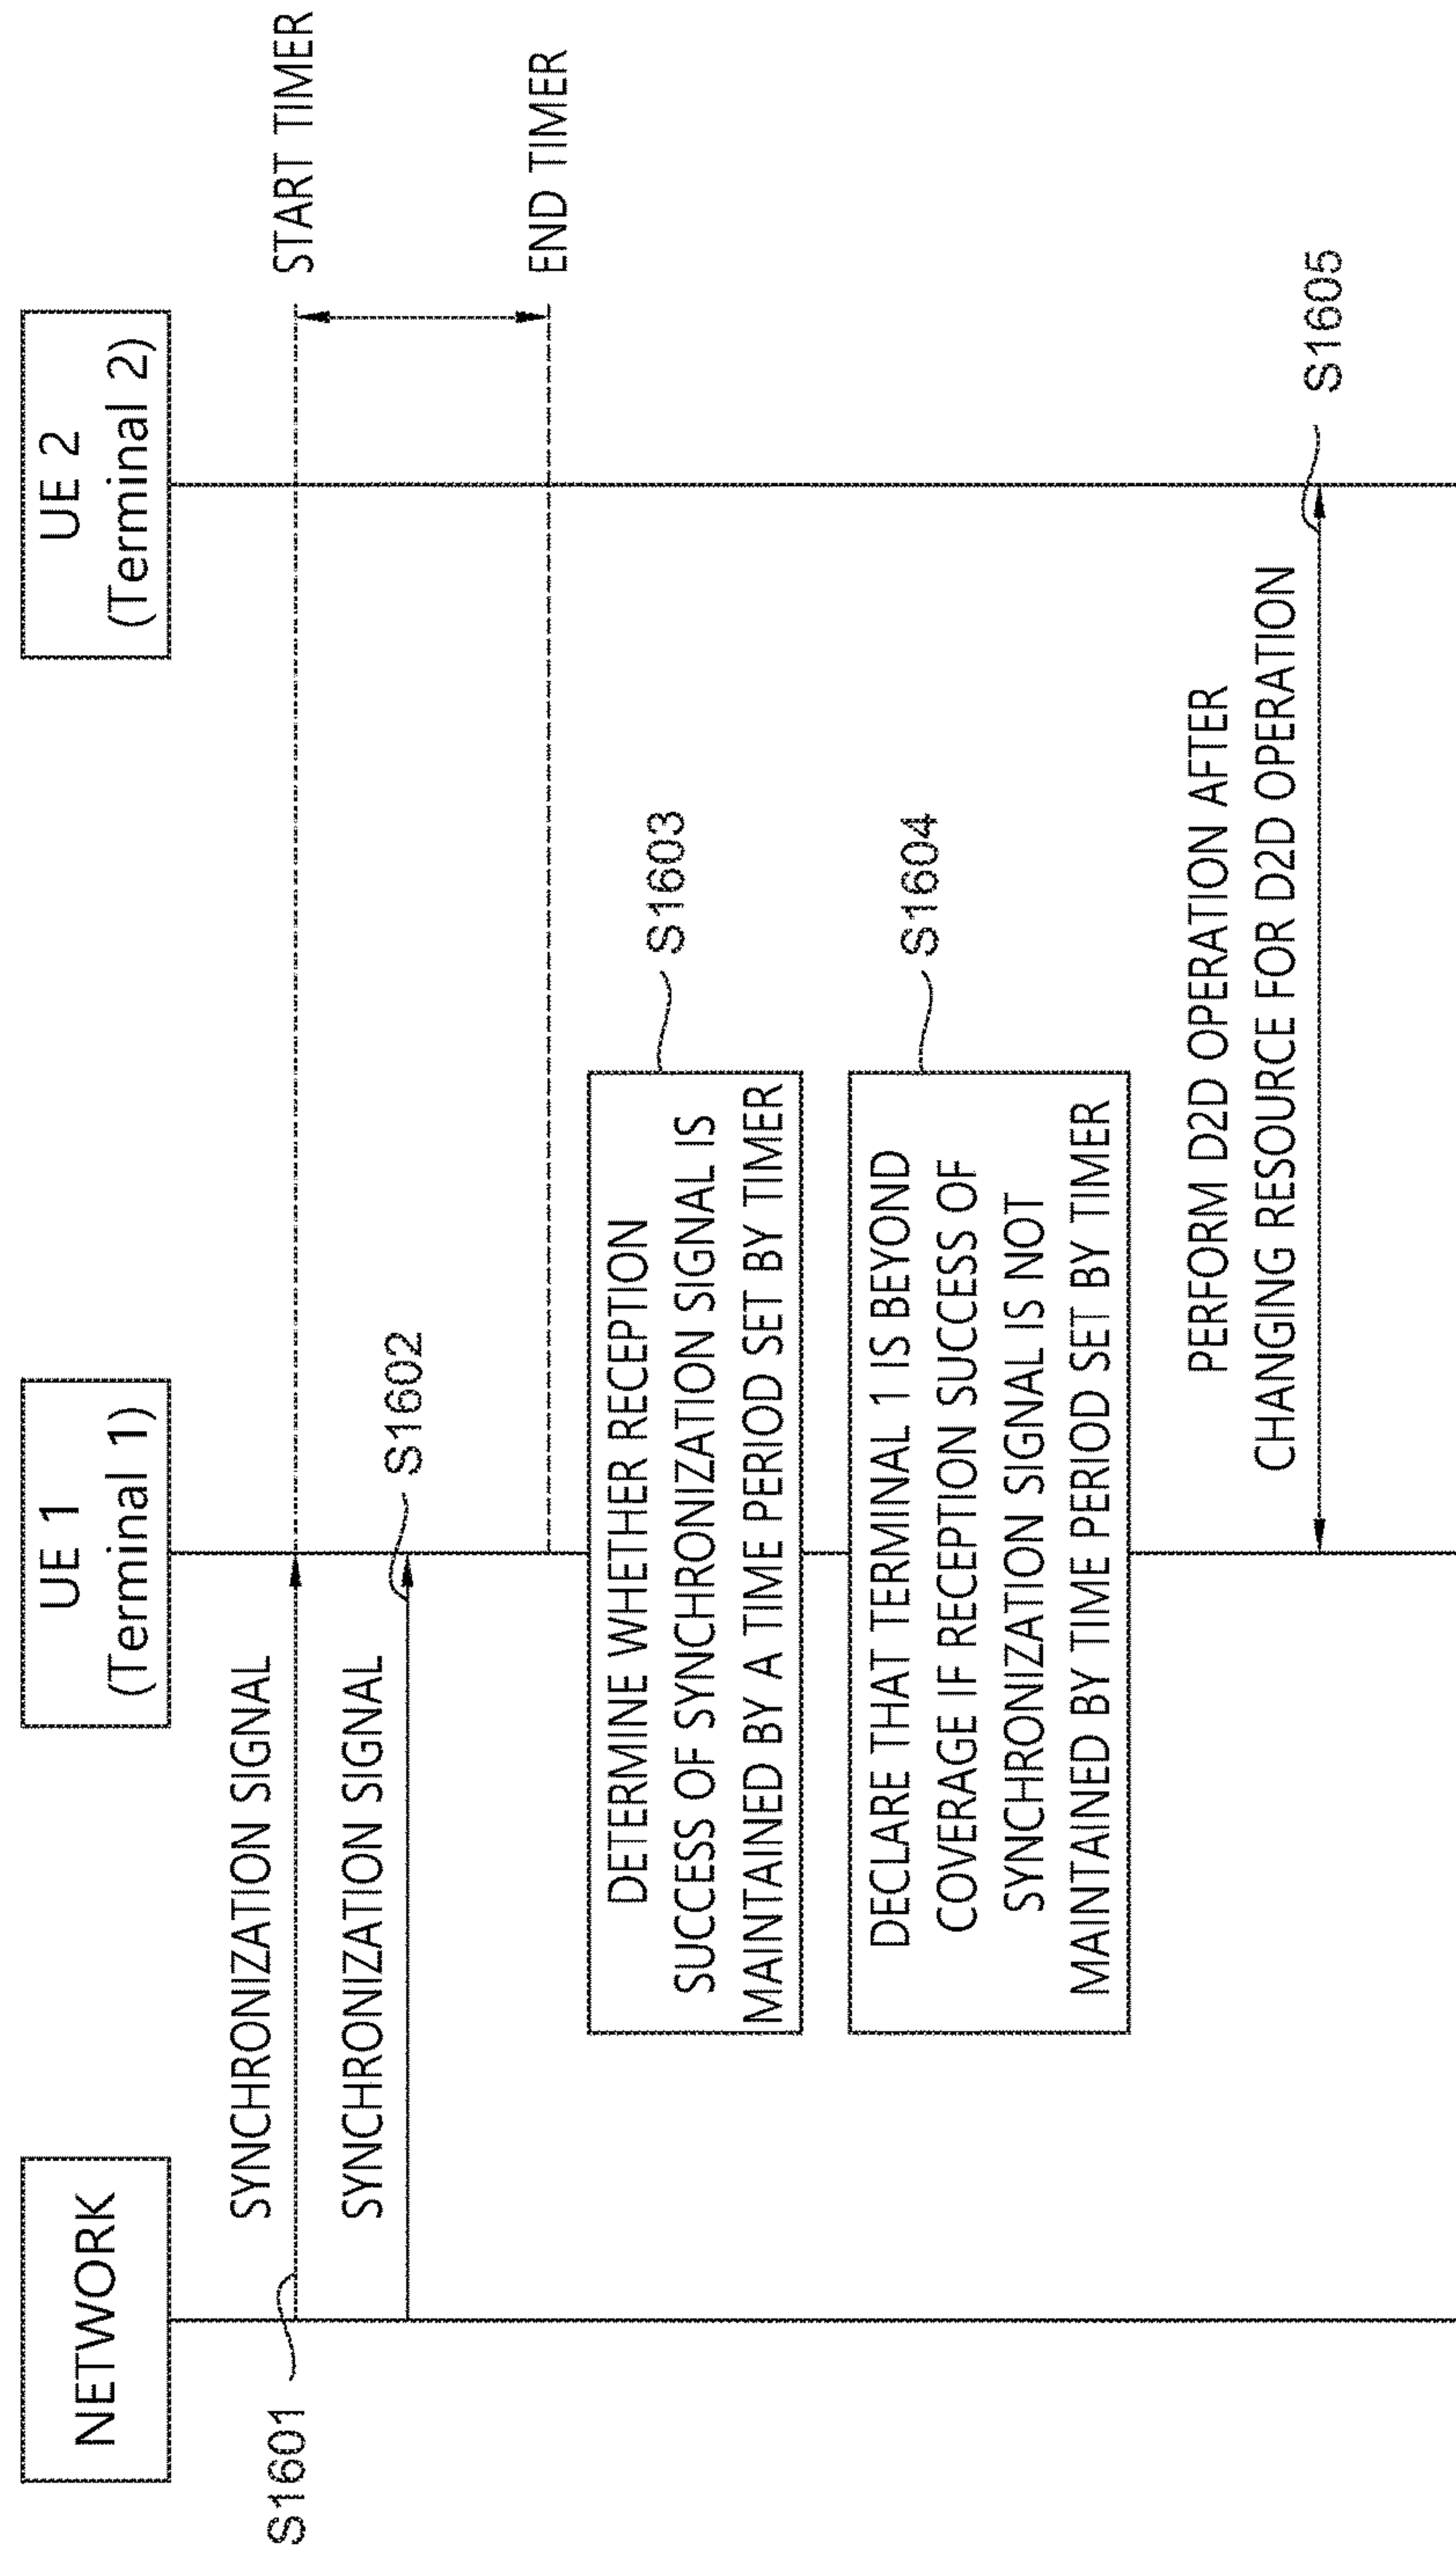 NETWORK
UE 1
(Terminal 1)
UE 2
(Terminal 2)
S1601
SYNCHRONIZATION SIGNAL
START TIMER
SYNCHRONIZATION SIGNAL
S1602
END TIMER
DETERMINE WHETHER RECEPTION
SUCCESS OF SYNCHRONIZATION SIGNAL IS
MAINTAINED BY A TIME PERIOD SET BY TIMER
S1603
DECLARE THAT TERMINAL 1 IS BEYOND
COVERAGE IF RECEPTION SUCCESS OF
SYNCHRONIZATION SIGNAL IS NOT
MAINTAINED BY TIME PERIOD SET BY TIMER
S1604
PERFORM D2D OPERATION AFTER
CHANGING RESOURCE FOR D2D OPERATION
S1605